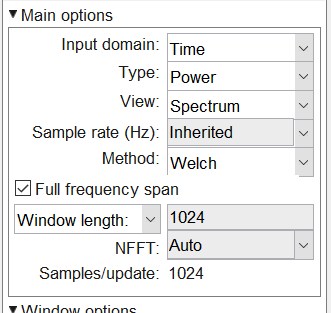 Main options
Input domain: Time
Type: Power
View: Spectrum
Sample rate (Hz): Inherited
Method: Welch
Full frequency span
Window length: 1024
NFFT: Auto
Samples/update: 1024
Window options